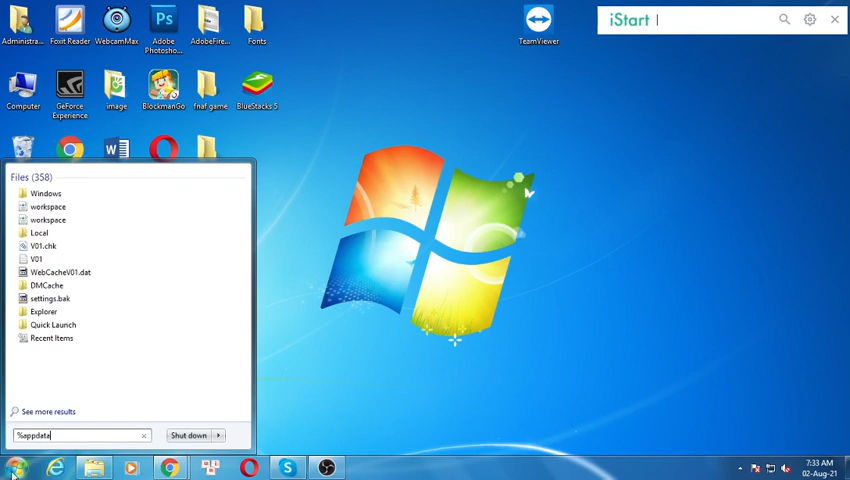 iStart
Administra...
Foxit Reader
WebcamMax
Adobe
Photosho...
AdobeFire...
Fonts
TeamViewer
Computer
GeForce
Experience
image
BlockmanGo
fnaf game
BlueStacks 5
Files (358)
Windows
workspace
workspace
Local
V01.chk
V01
WebCacheV01.dat
DMCache
settings.bak
Explorer
Quick Launch
Recent Items
See more results
%appdata
Shut down
7:33 AM
02-Aug-21